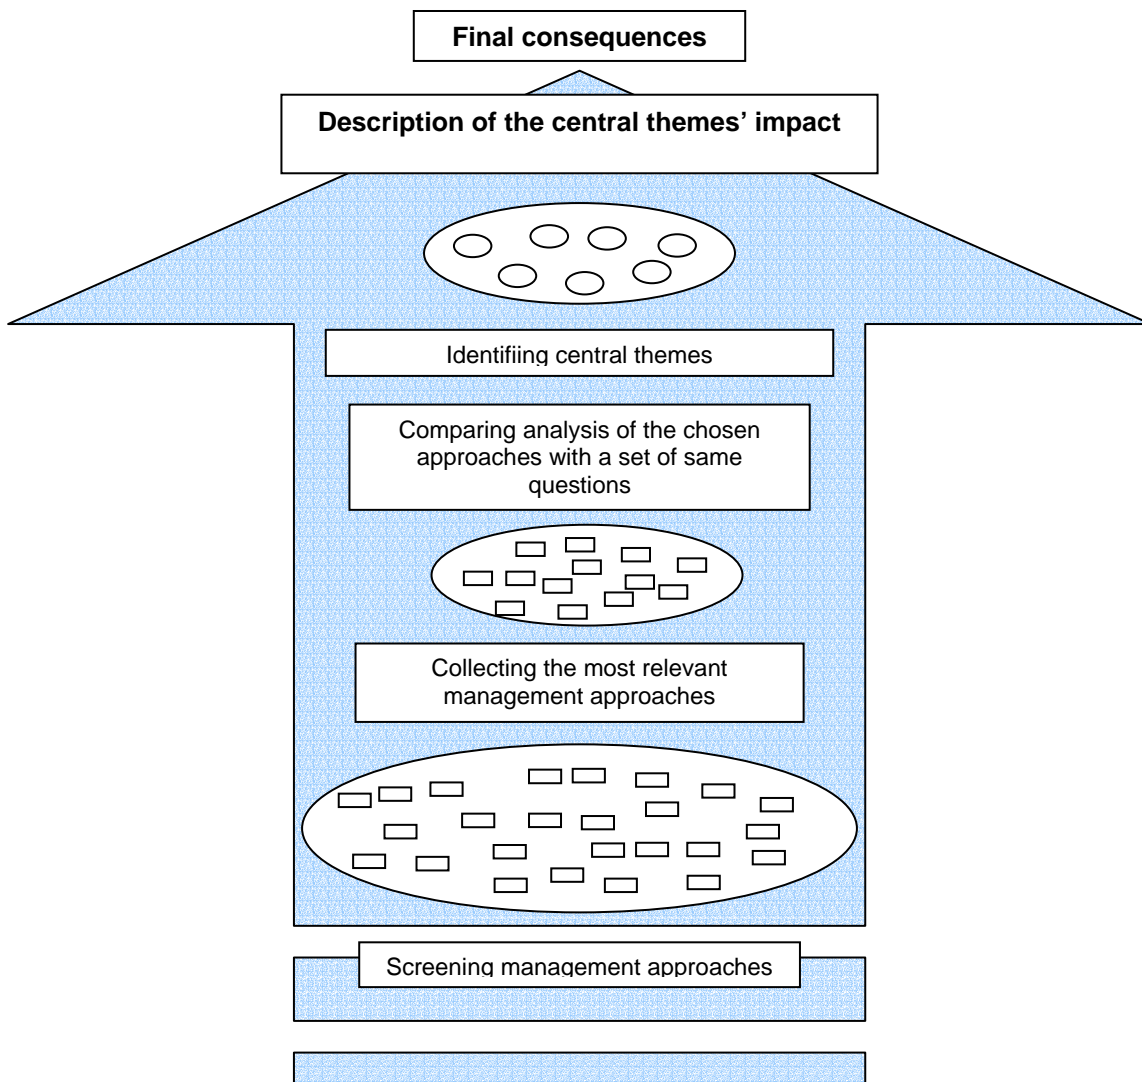 Final consequences
Description of the central themes’ impact
Identifiing central themes
Comparing analysis of the chosen
approaches with a set of same
questions
Collecting the most relevant
management approaches
Screening management approaches